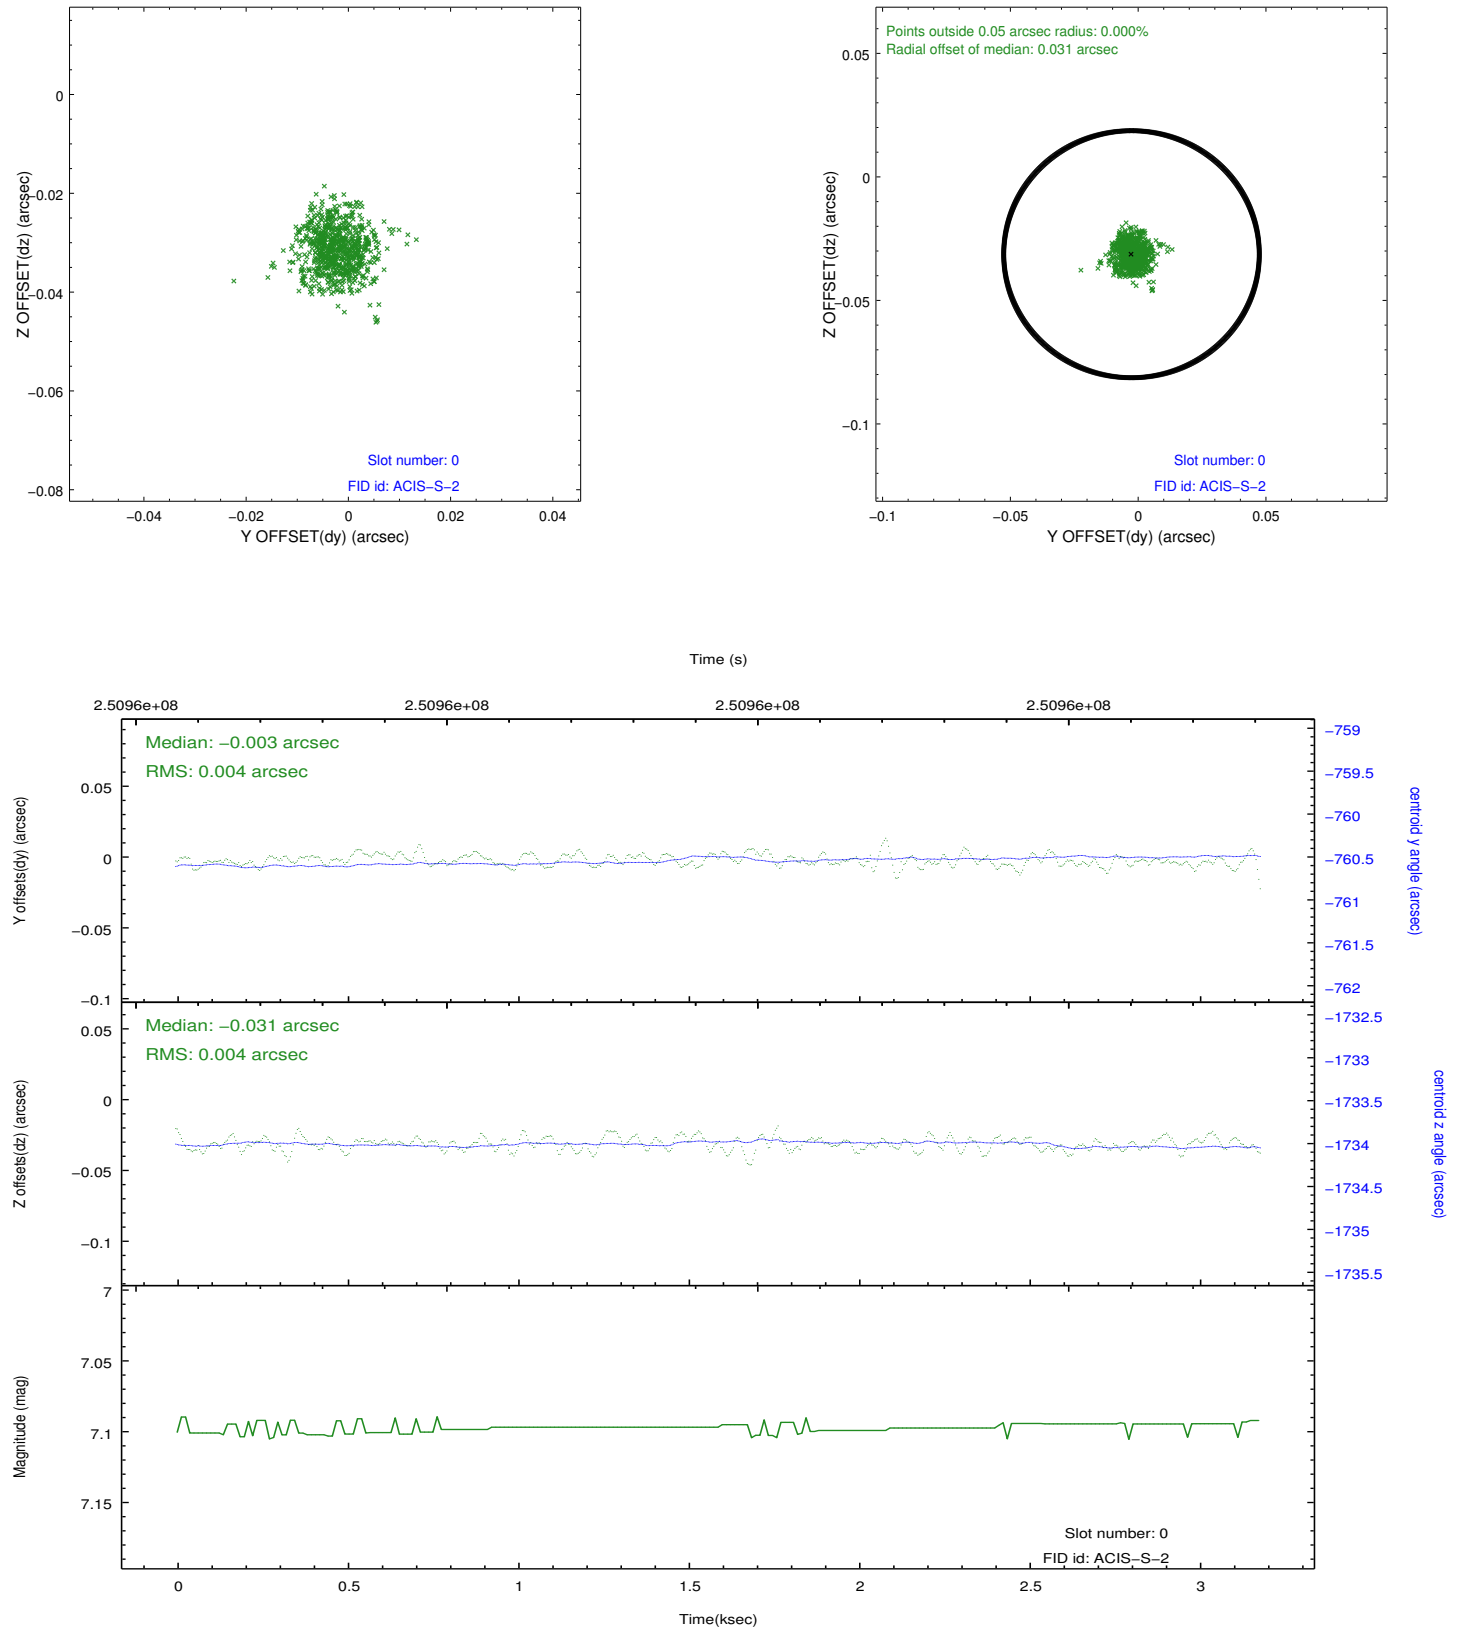 0
−0.02
−0.04
−0.06
−0.08
Z OFFSET(dz) (arcsec)
Slot number: 0
FID id: ACIS−S−2
−0.04
−0.02
0
0.02
0.04
Y OFFSET(dy) (arcsec)
Points outside 0.05 arcsec radius: 0.000%
Radial offset of median: 0.031 arcsec
0.05
0
−0.05
−0.1
Z OFFSET(dz) (arcsec)
Slot number: 0
FID id: ACIS−S−2
−0.1
−0.05
0
0.05
Y OFFSET(dy) (arcsec)
Time (s)
2.5096e+08
2.5096e+08
2.5096e+08
2.5096e+08
Median: −0.003 arcsec
RMS: 0.004 arcsec
0.05
0
−0.05
−0.1
Y offsets(dy) (arcsec)
−759
−759.5
−760
−760.5
−761
−761.5
−762
centroid y angle (arcsec)
Median: −0.031 arcsec
RMS: 0.004 arcsec
0.05
0
−0.05
−0.1
Z offsets(dz) (arcsec)
−1732.5
−1733
−1733.5
−1734
−1734.5
−1735
−1735.5
centroid z angle (arcsec)
7
7.05
7.1
7.15
Magnitude (mag)
Slot number: 0
FID id: ACIS−S−2
0
0.5
1
1.5
2
2.5
3
Time(ksec)